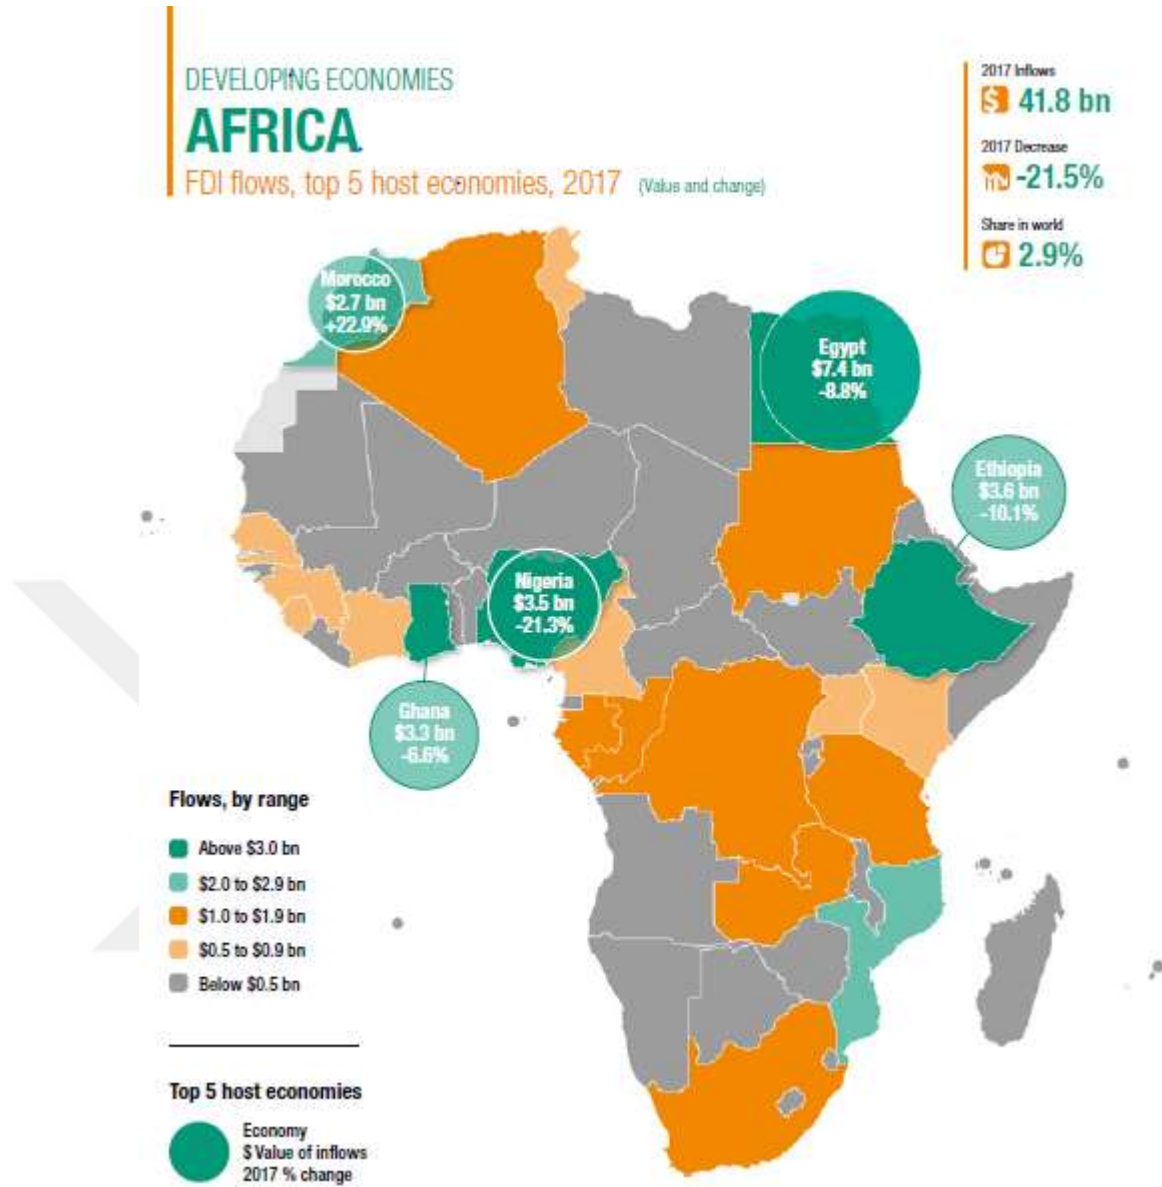 DEVELOPING ECONOMIES
AFRICA
FDI flows, top 5 host economies, 2017 (Value and change)
2017 Inflows
$ 41.8 bn
2017 Decrease
-21.5%
Share in world
2.9%
Morocco
$2.7 bn
+22.9%
Egypt
$7.4 bn
-8.8%
Ethiopia
$3.6 bn
-10.1%
Nigeria
$3.5 bn
-21.3%
Ghana
$3.3 bn
-6.6%
Flows, by range
Above $3.0 bn
$2.0 to $2.9 bn
$1.0 to $1.9 bn
$0.5 to $0.9 bn
Below $0.5 bn
Top 5 host economies
Economy
$ Value of inflows
2017 % change